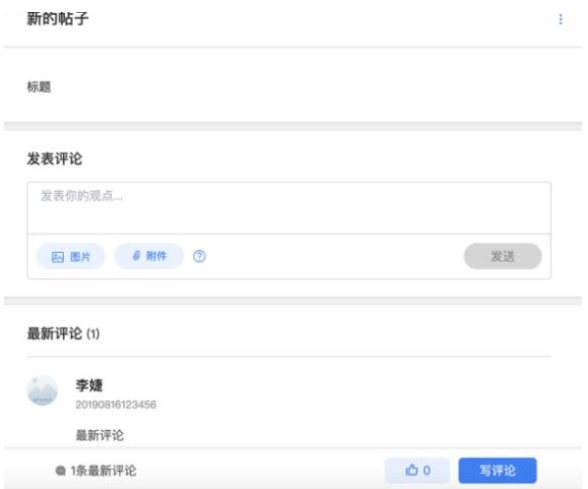 新的帖子
标题
发表评论
发表你的观点...
图片 附件 ? 发送
最新评论 (1)
李婕
20190816123456
最新评论
1条最新评论 0 写评论